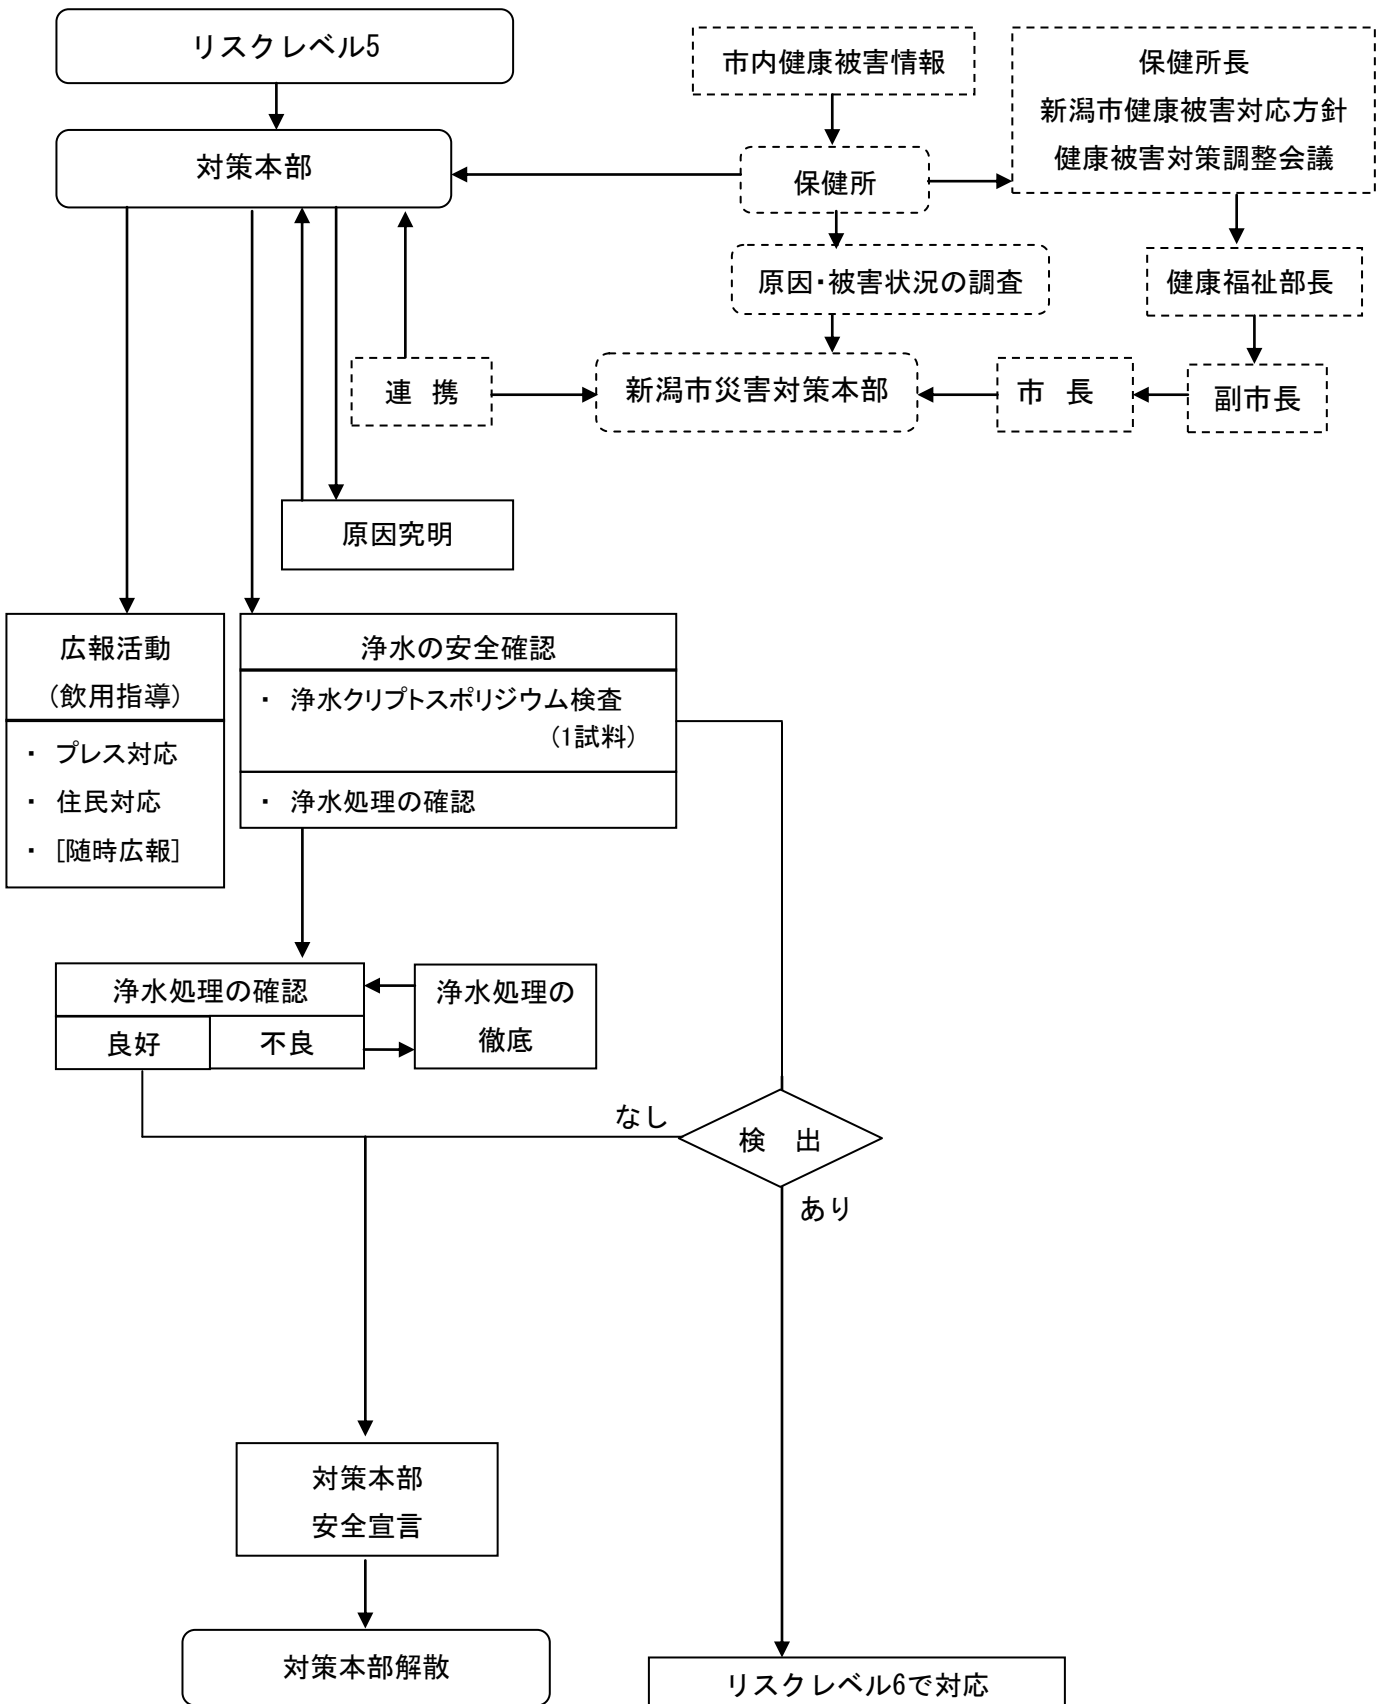 リスクレベル5
市内健康被害情報
保健所長
新潟市健康被害対応方針
健康被害対策調整会議
対策本部
保健所
原因・被害状況の調査
健康福祉部長
連 携
新潟市災害対策本部
市 長
副市長
原因究明
広報活動
(飲用指導)
・ プレス対応
・ 住民対応
・ [随時広報]
浄水の安全確認
・ 浄水クリプトスポリジウム検査
(1試料)
・ 浄水処理の確認
浄水処理の確認
良好
不良
浄水処理の
徹底
なし
検 出
あり
対策本部
安全宣言
対策本部解散
リスクレベル6で対応